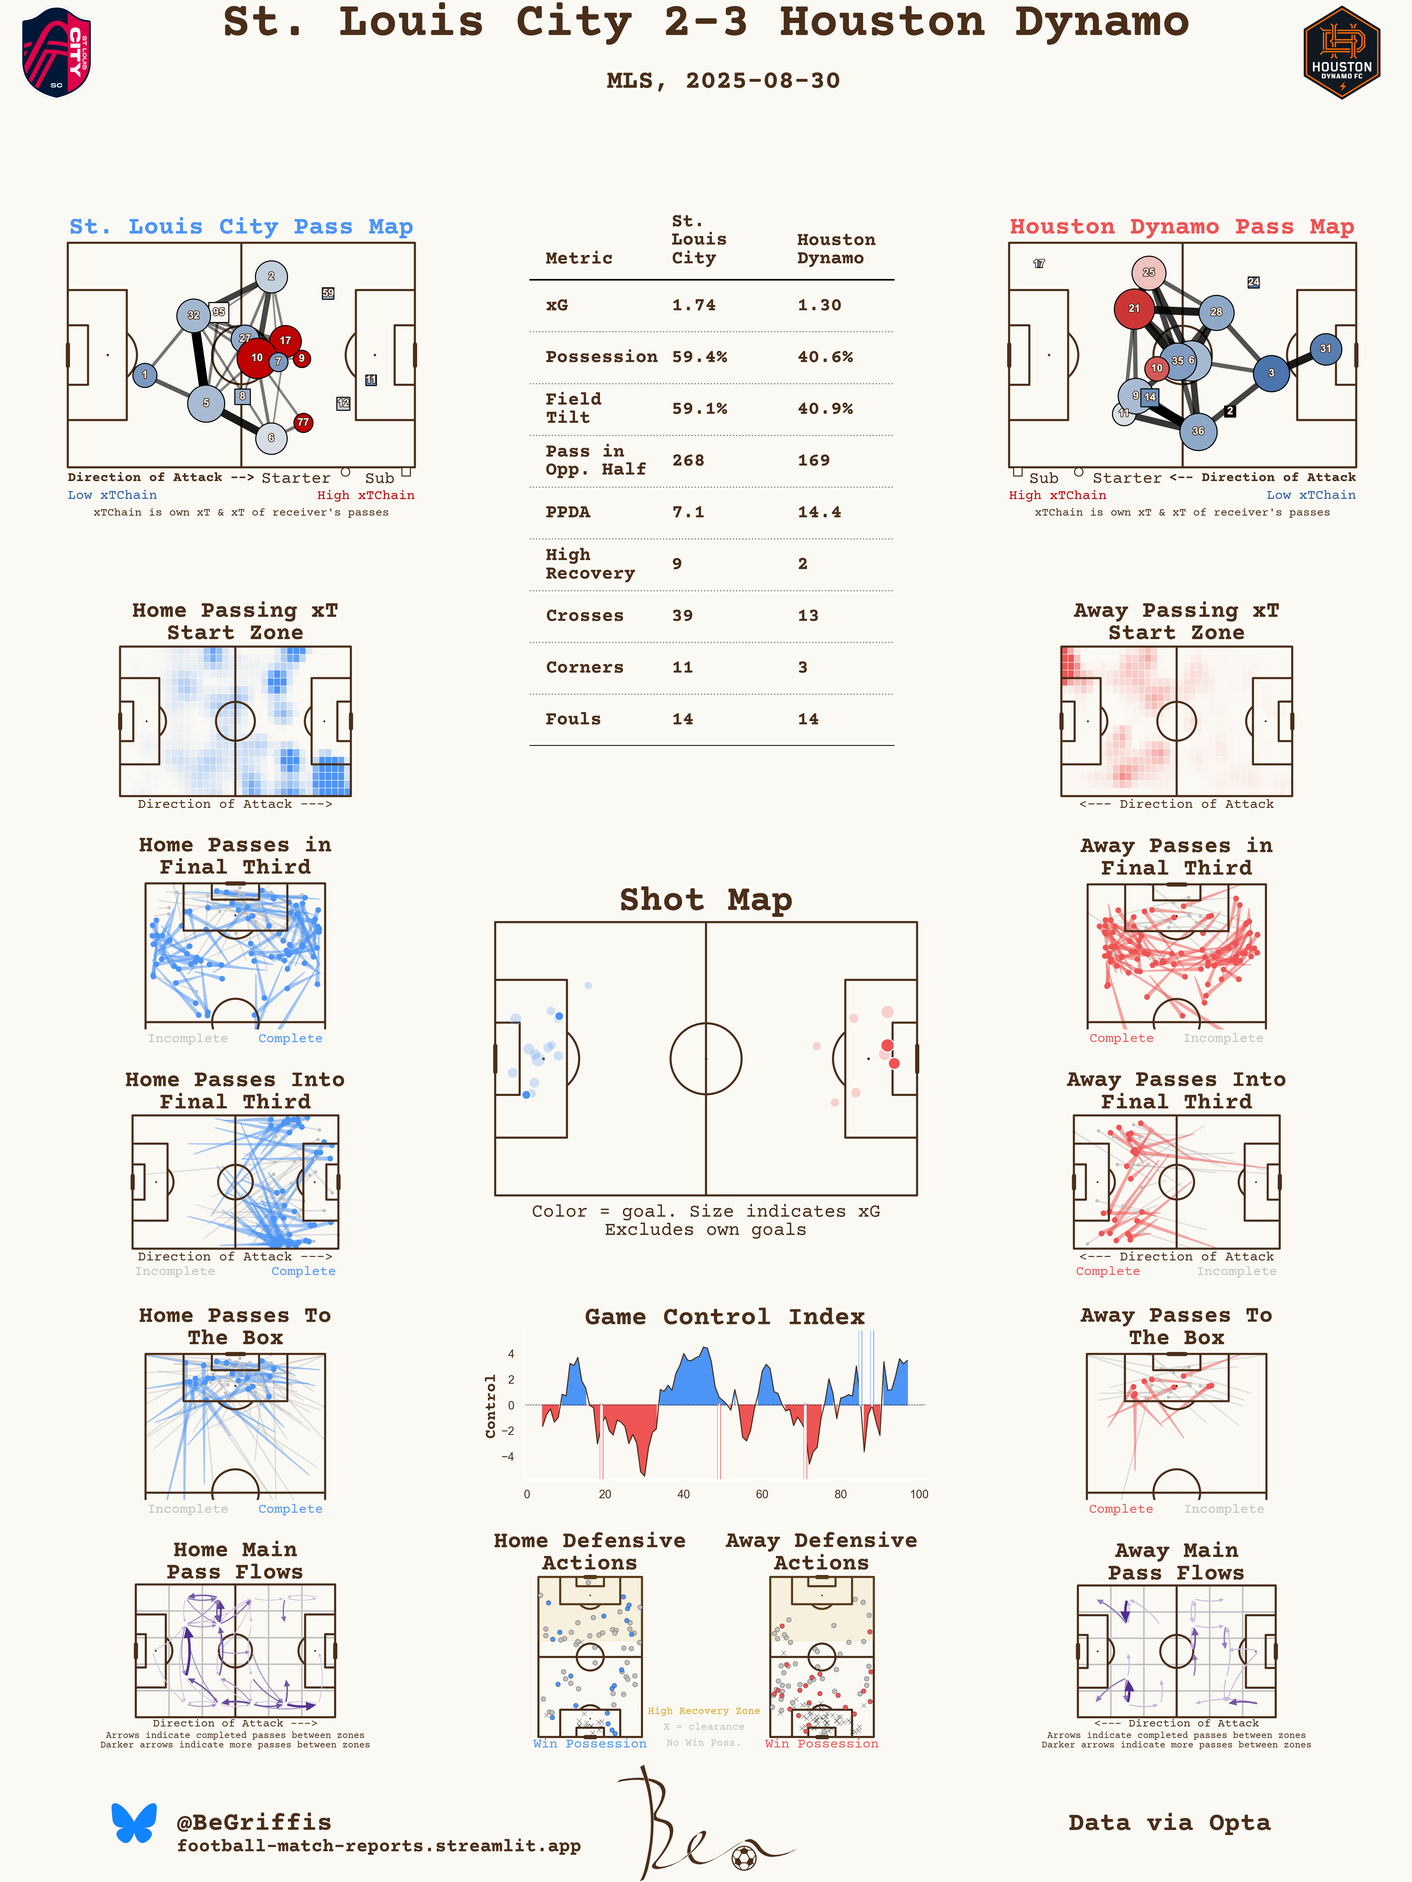 St. Louis City 2-3 Houston Dynamo
MLS, 2025-08-30
CITY
ST LOUIS
SC
HOUSTON
DYNAMO FC
St. Louis City Pass Map
2
59
32
95
27
17
10
7
9
1
11
5
8
12
77
6
Direction of Attack --> Starter Sub
Low xTChain High xTChain
xTChain is own xT & xT of receiver's passes
Metric St. Louis City Houston Dynamo
xG 1.74 1.30
Possession 59.4% 40.6%
Field Tilt 59.1% 40.9%
Pass in Opp. Half 268 169
PPDA 7.1 14.4
High Recovery 9 2
Crosses 39 13
Corners 11 3
Fouls 14 14
Houston Dynamo Pass Map
17
25
24
21
28
31
35
6
10
3
9
14
11
2
36
Sub Starter <-- Direction of Attack
High xTChain Low xTChain
xTChain is own xT & xT of receiver's passes
Home Passing xT
Start Zone
Direction of Attack --->
Away Passing xT
Start Zone
<--- Direction of Attack
Home Passes in
Final Third
Incomplete Complete
Away Passes in
Final Third
Complete Incomplete
Shot Map
Color = goal. Size indicates xG
Excludes own goals
Home Passes Into
Final Third
Direction of Attack --->
Incomplete Complete
Away Passes Into
Final Third
<--- Direction of Attack
Complete Incomplete
Home Passes To
The Box
Incomplete Complete
Game Control Index
Control
4
2
0
−2
−4
0 20 40 60 80 100
Away Passes To
The Box
Complete Incomplete
Home Main
Pass Flows
Direction of Attack --->
Arrows indicate completed passes between zones
Darker arrows indicate more passes between zones
Home Defensive
Actions
Win Possession
High Recovery Zone
X = clearance
No Win Poss.
Away Defensive
Actions
Win Possession
Away Main
Pass Flows
<--- Direction of Attack
Arrows indicate completed passes between zones
Darker arrows indicate more passes between zones
@BeGriffis
football-match-reports.streamlit.app
Ben
Data via Opta